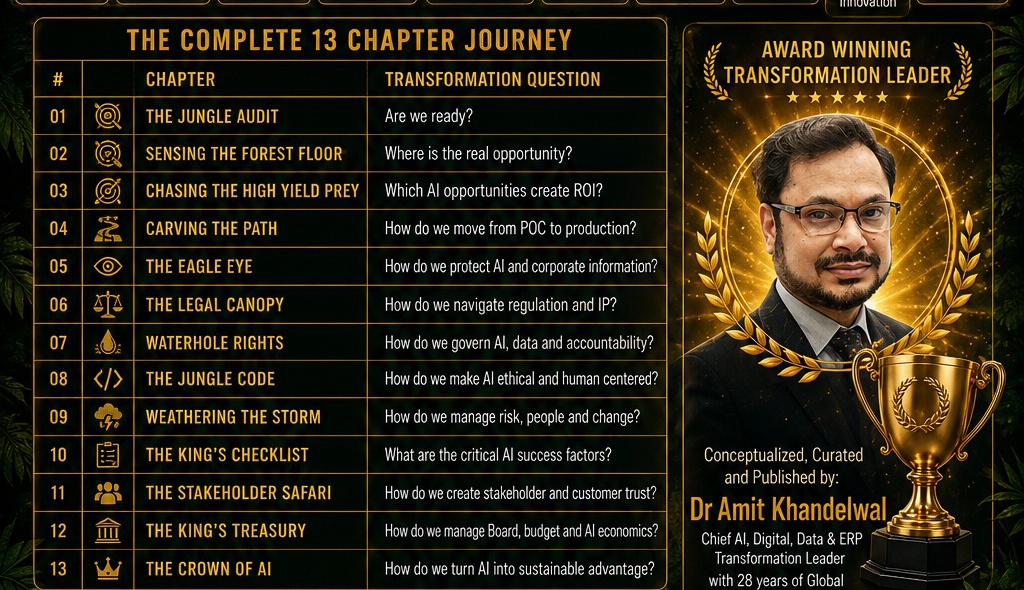 Innovation
THE COMPLETE 13 CHAPTER JOURNEY
# CHAPTER TRANSFORMATION QUESTION
01 THE JUNGLE AUDIT Are we ready?
02 SENSING THE FOREST FLOOR Where is the real opportunity?
03 CHASING THE HIGH YIELD PREY Which AI opportunities create ROI?
04 CARVING THE PATH How do we move from POC to production?
05 THE EAGLE EYE How do we protect AI and corporate information?
06 THE LEGAL CANOPY How do we navigate regulation and IP?
07 WATERHOLE RIGHTS How do we govern AI, data and accountability?
08 THE JUNGLE CODE How do we make AI ethical and human centered?
09 WEATHERING THE STORM How do we manage risk, people and change?
10 THE KING'S CHECKLIST What are the critical AI success factors?
11 THE STAKEHOLDER SAFARI How do we create stakeholder and customer trust?
12 THE KING'S TREASURY How do we manage Board, budget and AI economics?
13 THE CROWN OF AI How do we turn AI into sustainable advantage?
AWARD WINNING
TRANSFORMATION LEADER
Conceptualized, Curated
and Published by:
Dr Amit Khandelwal
Chief AI, Digital, Data & ERP
Transformation Leader
with 28 years of Global